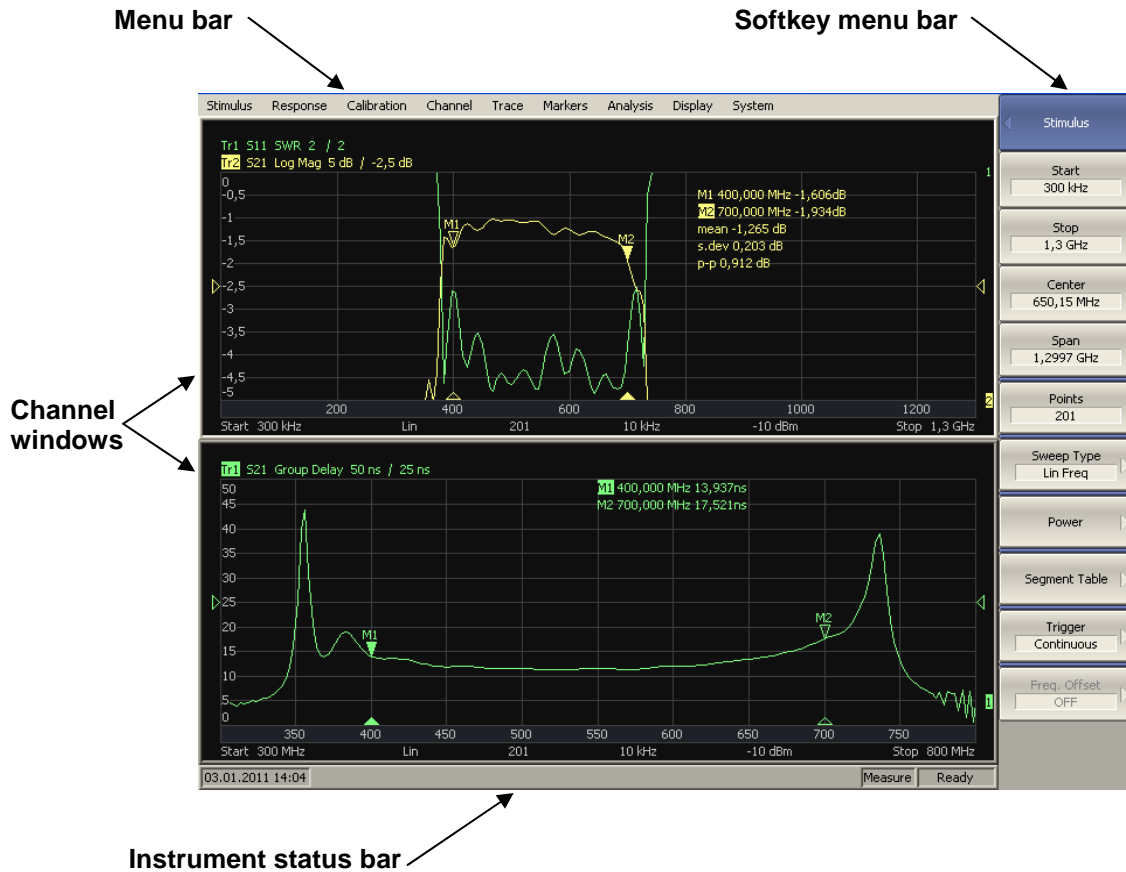 Menu bar
Softkey menu bar
Stimulus Response Calibration Channel Trace Markers Analysis Display System
Tr1 S11 SWR 2 / 2
Tr2 S21 Log Mag 5 dB / -2,5 dB
1
0
-0,5
-1
-1,5
-2
-2,5
-3
-3,5
-4
-4,5
-5
M1
M2
M1 400,000 MHz -1,606dB
M2 700,000 MHz -1,934dB
mean -1,265 dB
s.dev 0,203 dB
p-p 0,912 dB
2
200 400 600 800 1000 1200
Start 300 kHz Lin 201 10 kHz -10 dBm Stop 1,3 GHz
Channel
windows
Tr1 S21 Group Delay 50 ns / 25 ns
M1 400,000 MHz 13,937ns
M2 700,000 MHz 17,521ns
50
45
40
35
30
25
20
15
10
5
0
M1
M2
1
350 400 450 500 550 600 650 700 750
Start 300 MHz Lin 201 10 kHz -10 dBm Stop 800 MHz
03.01.2011 14:04 Measure Ready
Stimulus
Start
300 kHz
Stop
1,3 GHz
Center
650,15 MHz
Span
1,2997 GHz
Points
201
Sweep Type
Lin Freq
Power
Segment Table
Trigger
Continuous
Freq. Offset
OFF
Instrument status bar